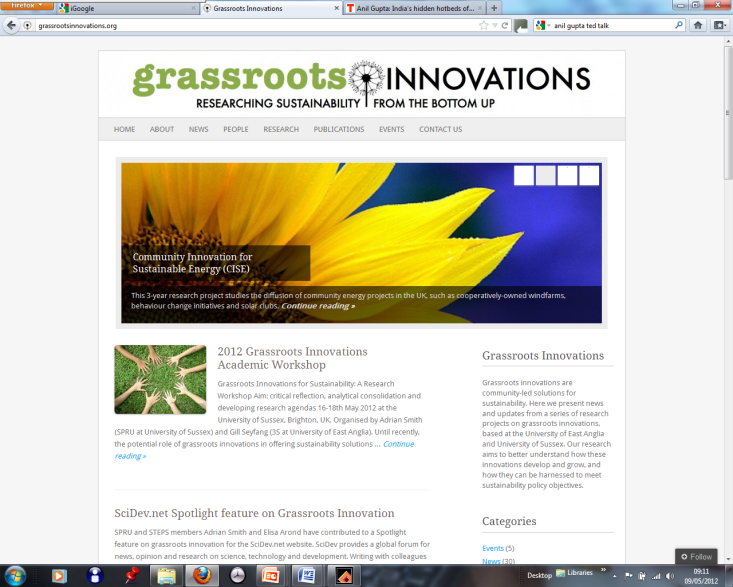 Firefox
iGoogle
Grassroots Innovations
Anil Gupta: India's hidden hotbeds of...
grassrootsinnovations.org
anil gupta ted talk
grassroots INNOVATIONS
RESEARCHING SUSTAINABILITY FROM THE BOTTOM UP
HOME ABOUT NEWS PEOPLE RESEARCH PUBLICATIONS EVENTS CONTACT US
Community Innovation for
Sustainable Energy (CISE)
This 3-year research project studies the diffusion of community energy projects in the UK, such as cooperatively-owned windfarms,
behaviour change initiatives and solar clubs. Continue reading »
2012 Grassroots Innovations
Academic Workshop
Grassroots Innovations for Sustainability: A Research
Workshop Aim: critical reflection, analytical consolidation and
developing research agendas 16-18th May 2012 at the
University of Sussex, Brighton, UK. Organised by Adrian Smith
(SPRU at University of Sussex) and Gill Seyfang (3S at University of East Anglia). Until recently,
the potential role of grassroots innovations in offering sustainability solutions ... Continue
reading »
SciDev.net Spotlight feature on Grassroots Innovation
SPRU and STEPS members Adrian Smith and Elisa Arond have contributed to a Spotlight
feature on grassroots innovation for the SciDev.net website. SciDev provides a global forum for
news, opinion and research on science, technology and development. Writing with colleagues
Grassroots Innovations
Grassroots innovations are
community-led solutions for
sustainability. Here we present news
and updates from a series of research
projects on grassroots innovations,
based at the University of East Anglia
and University of Sussex. Our research
aims to better understand how these
innovations develop and grow, and
how they can be harnessed to meet
sustainability policy objectives.
Categories
Events (5)
News (30)
Follow
Desktop
Libraries
09:11
09/05/2012